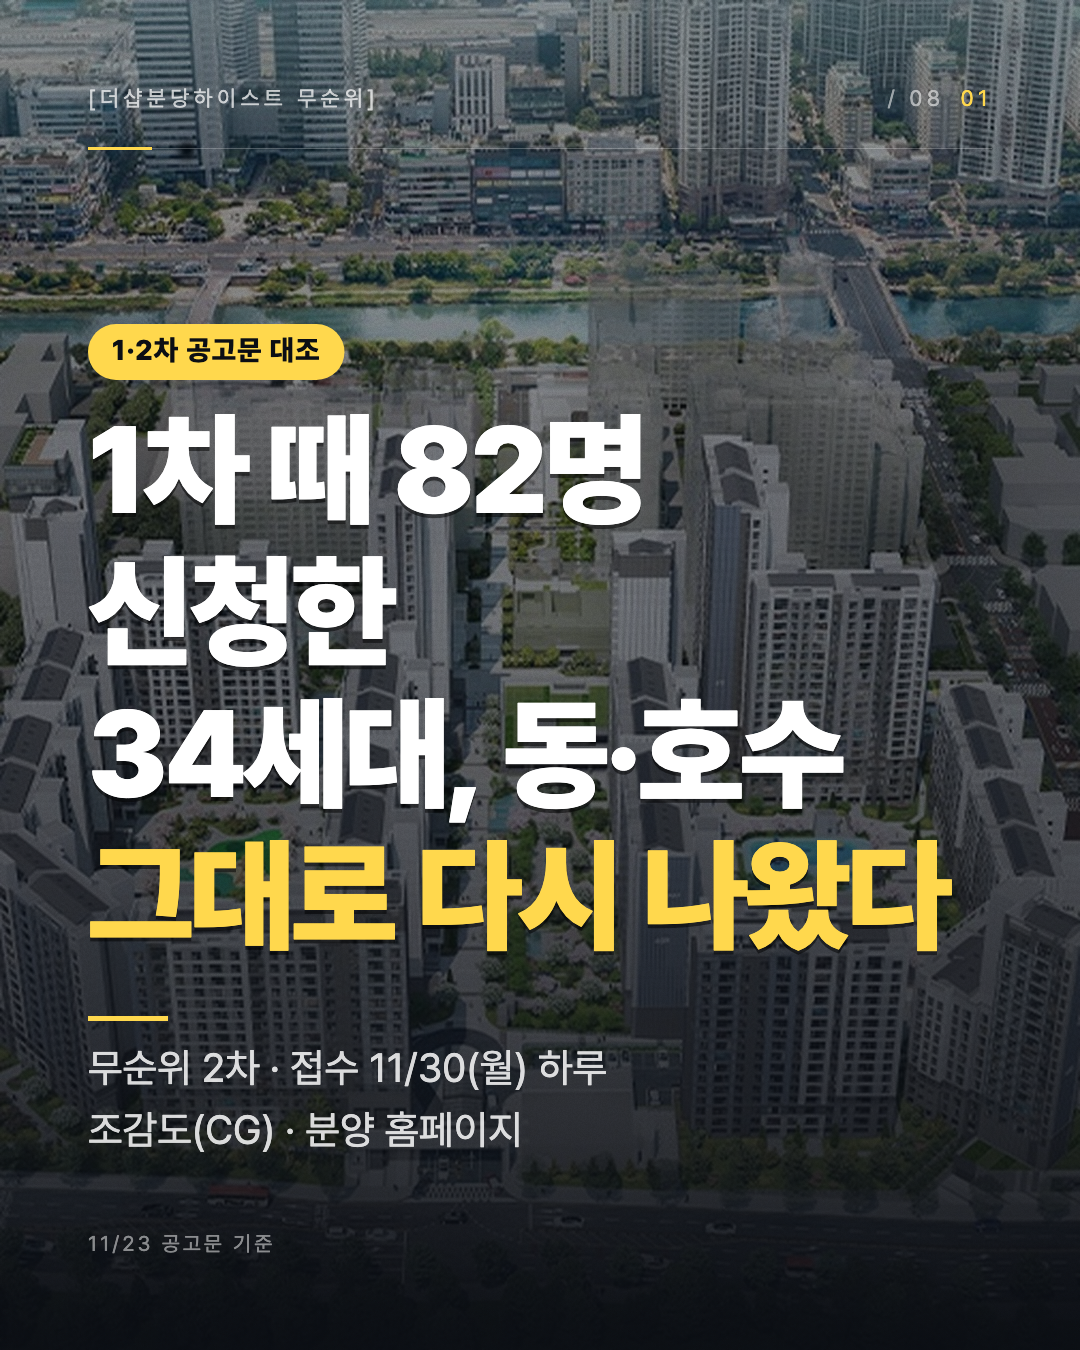 [더샵분당하이스트 무순위]
/ 08 01
1·2차 공고문 대조
1차 때 82명
신청한
34세대, 동·호수
그대로 다시 나왔다
무순위 2차 · 접수 11/30(월) 하루
조감도(CG) · 분양 홈페이지
11/23 공고문 기준